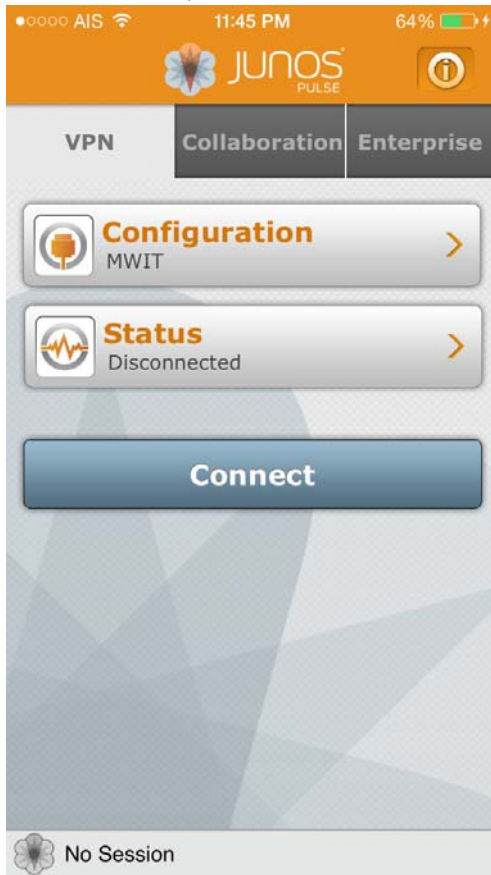 AIS 11:45 PM 64%
JUNOS
PULSE
VPN Collaboration Enterprise
Configuration
MWIT
Status
Disconnected
Connect
No Session